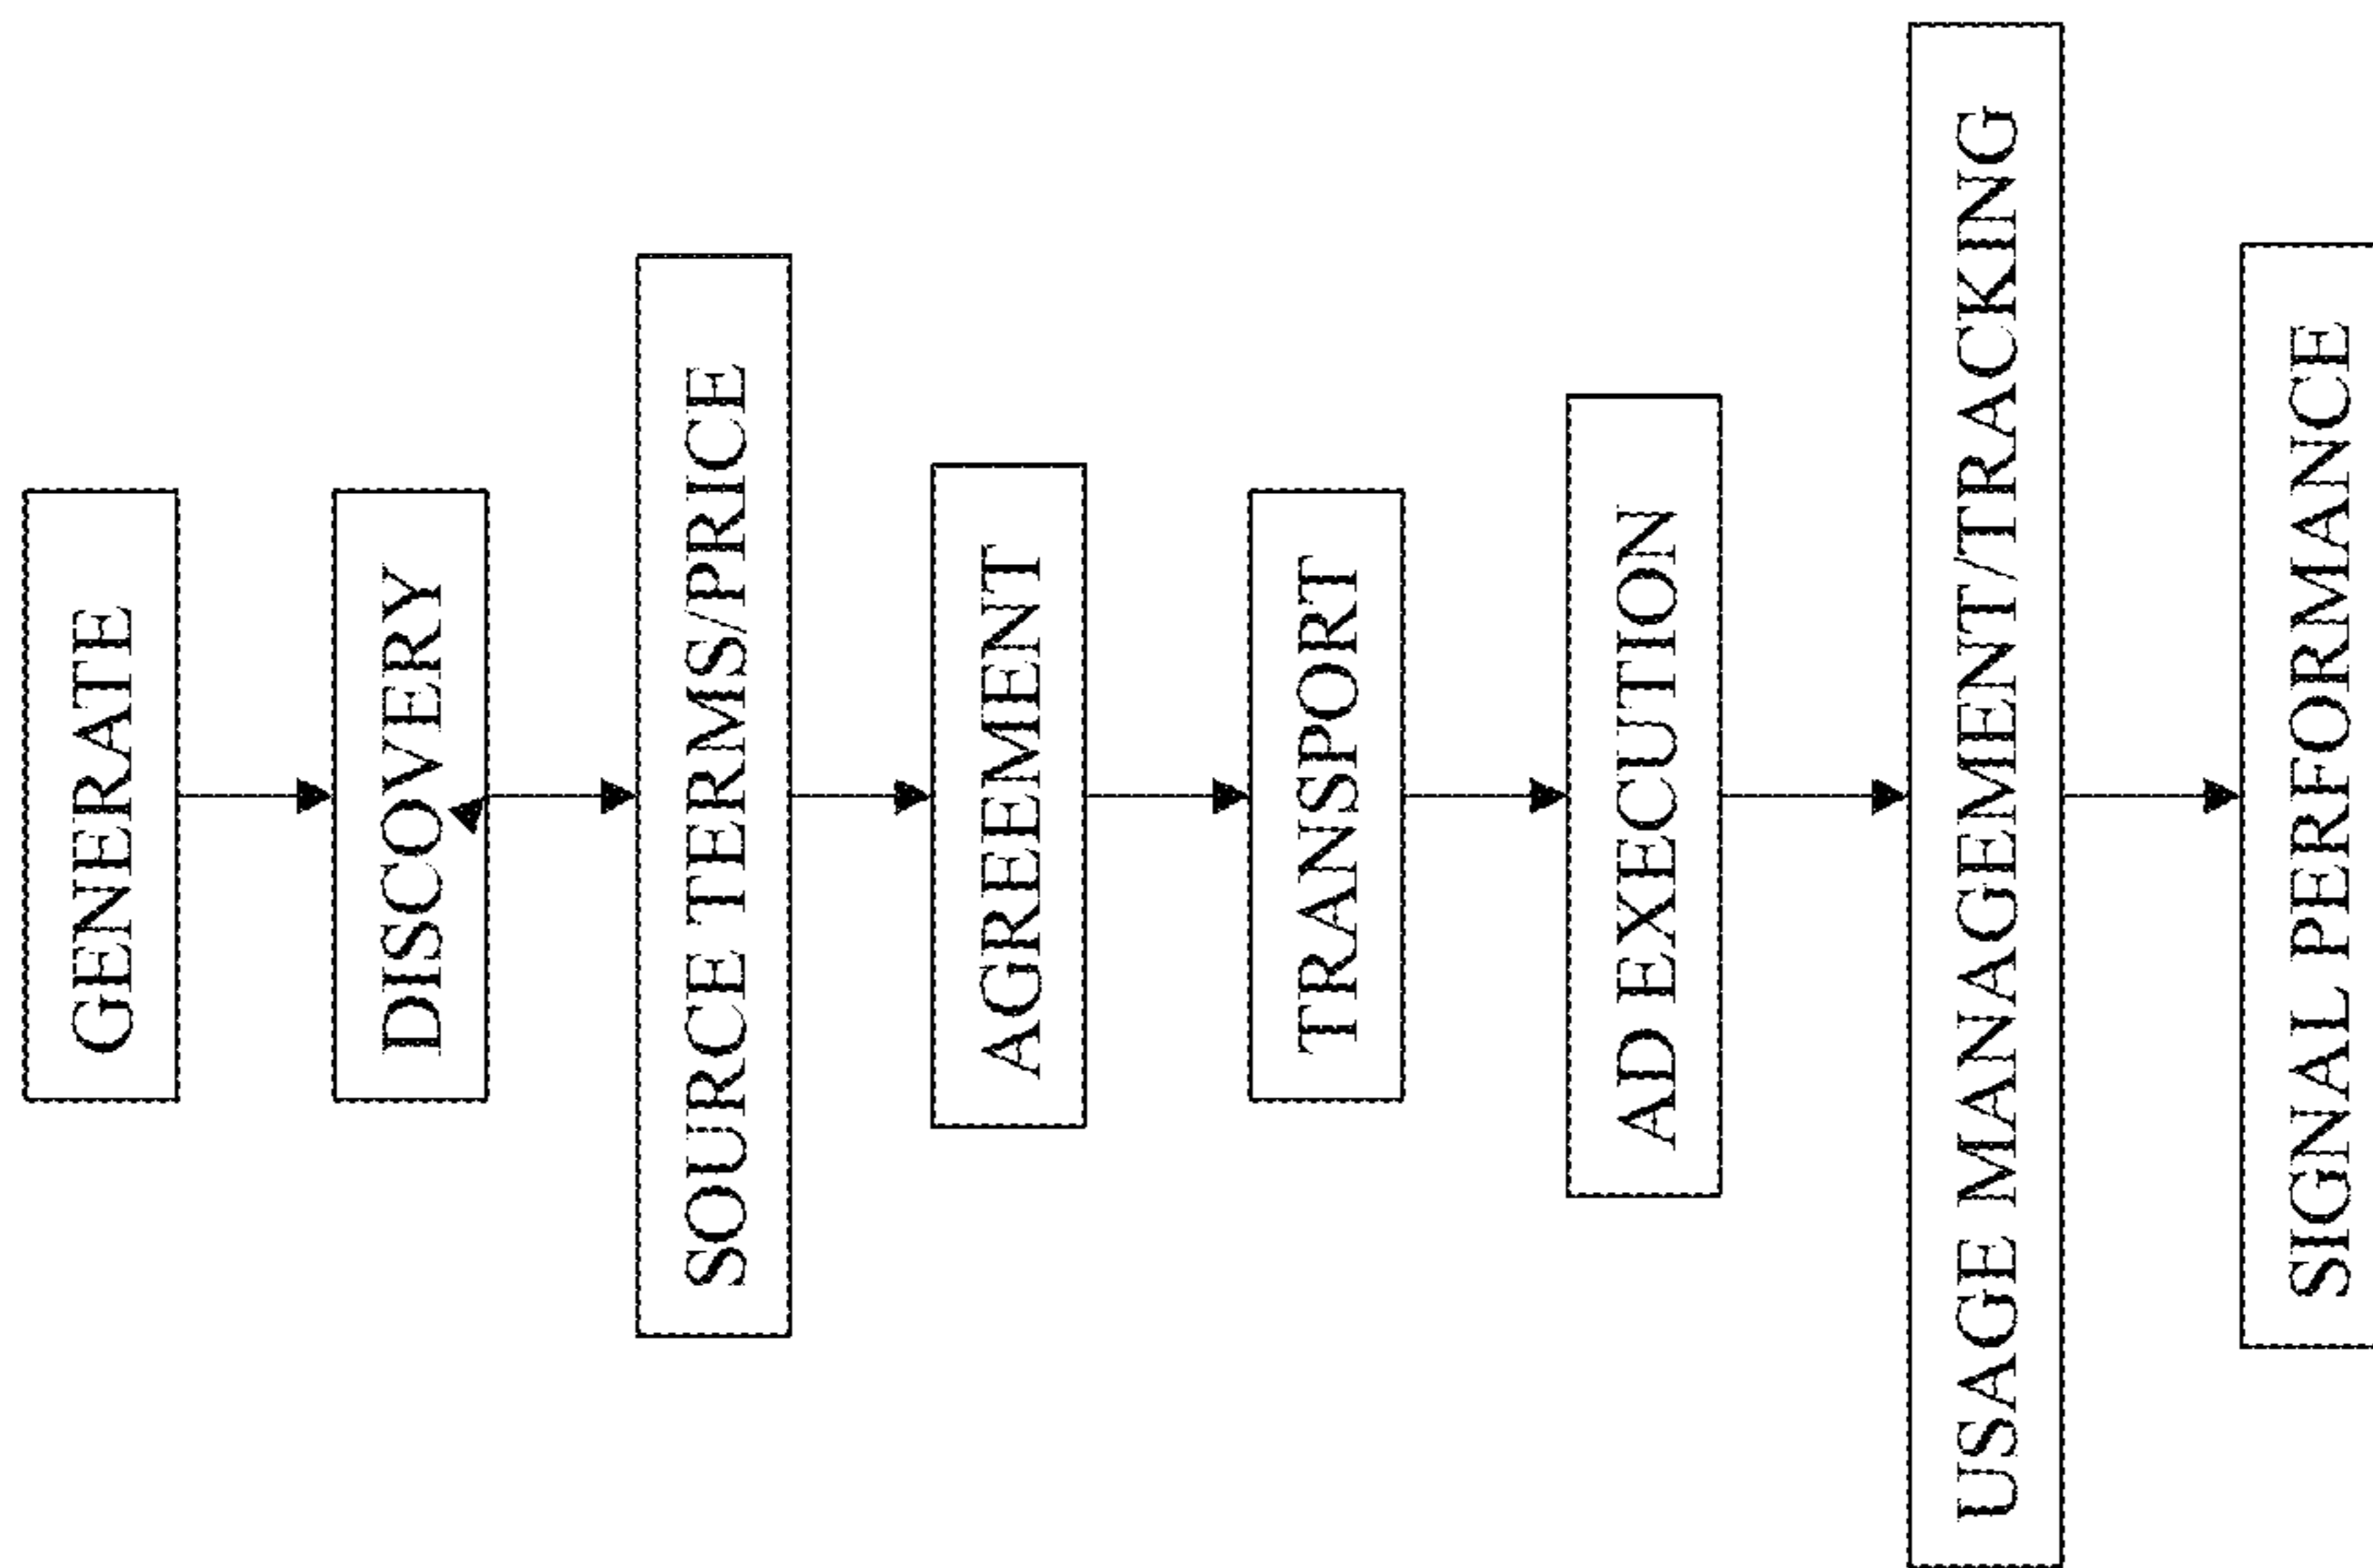 GENERATE
DISCOVERY
SOURCE TERMS/PRICE
AGREEMENT
TRANSPORT
AD EXECUTION
USAGE MANAGEMENT/TRACKING
SIGNAL PERFORMANCE